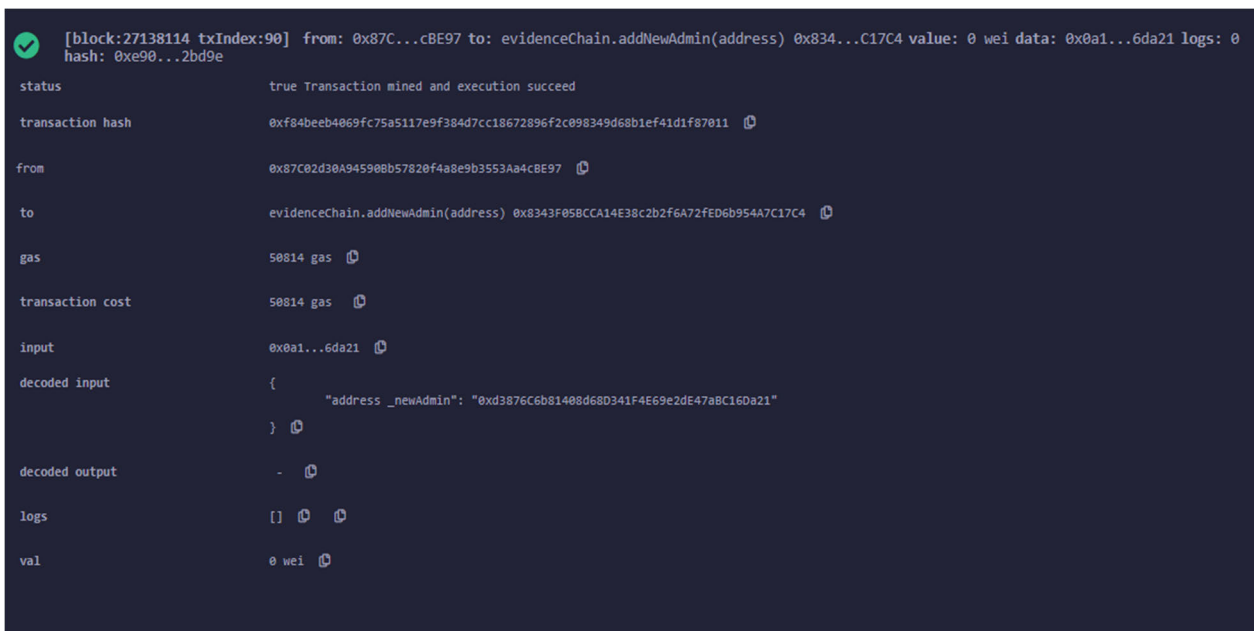 [block:27138114 txIndex:90] from: 0x87C...cBE97 to: evidenceChain.addNewAdmin(address) 0x834...C17C4 value: 0 wei data: 0x0a1...6da21 logs: 0
hash: 0xe90...2bd9e
status true Transaction mined and execution succeed
transaction hash 0xf84beeb4069fc75a5117e9f384d7cc18672896f2c098349d68b1ef41d1f87011
from 0x87C02d30A94590Bb57820f4a8e9b3553Aa4cBE97
to evidenceChain.addNewAdmin(address) 0x8343F05BCCA14E38c2b2f6A72fED6b954A7C17C4
gas 50814 gas
transaction cost 50814 gas
input 0x0a1...6da21
decoded input {
"address _newAdmin": "0xd3876C6b81408d68D341F4E69e2dE47aBC16Da21"
}
decoded output -
logs []
val 0 wei